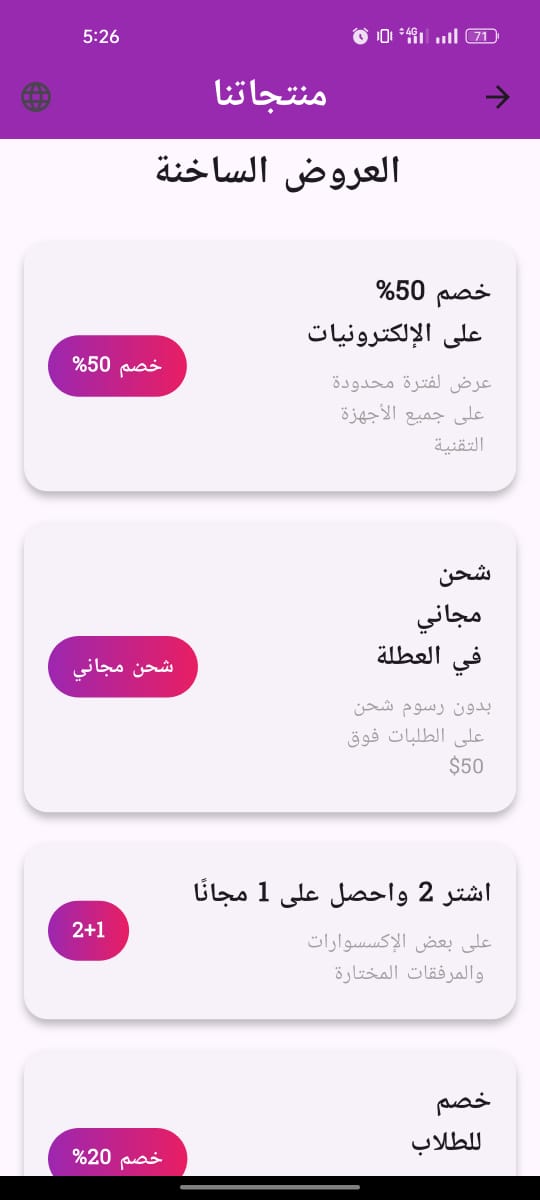 5:26
4G
71
منتجاتنا
العروض الساخنة
خصم 50%
على الإلكترونيات
عرض لفترة محدودة
على جميع الأجهزة
التقنية
خصم 50%
شحن
مجاني
في العطلة
بدون رسوم شحن
على الطلبات فوق
50$
شحن مجاني
اشتر 2 واحصل على 1 مجانًا
على بعض الإكسسوارات
والمرفقات المختارة
2+1
خصم
للطلاب
خصم 20%